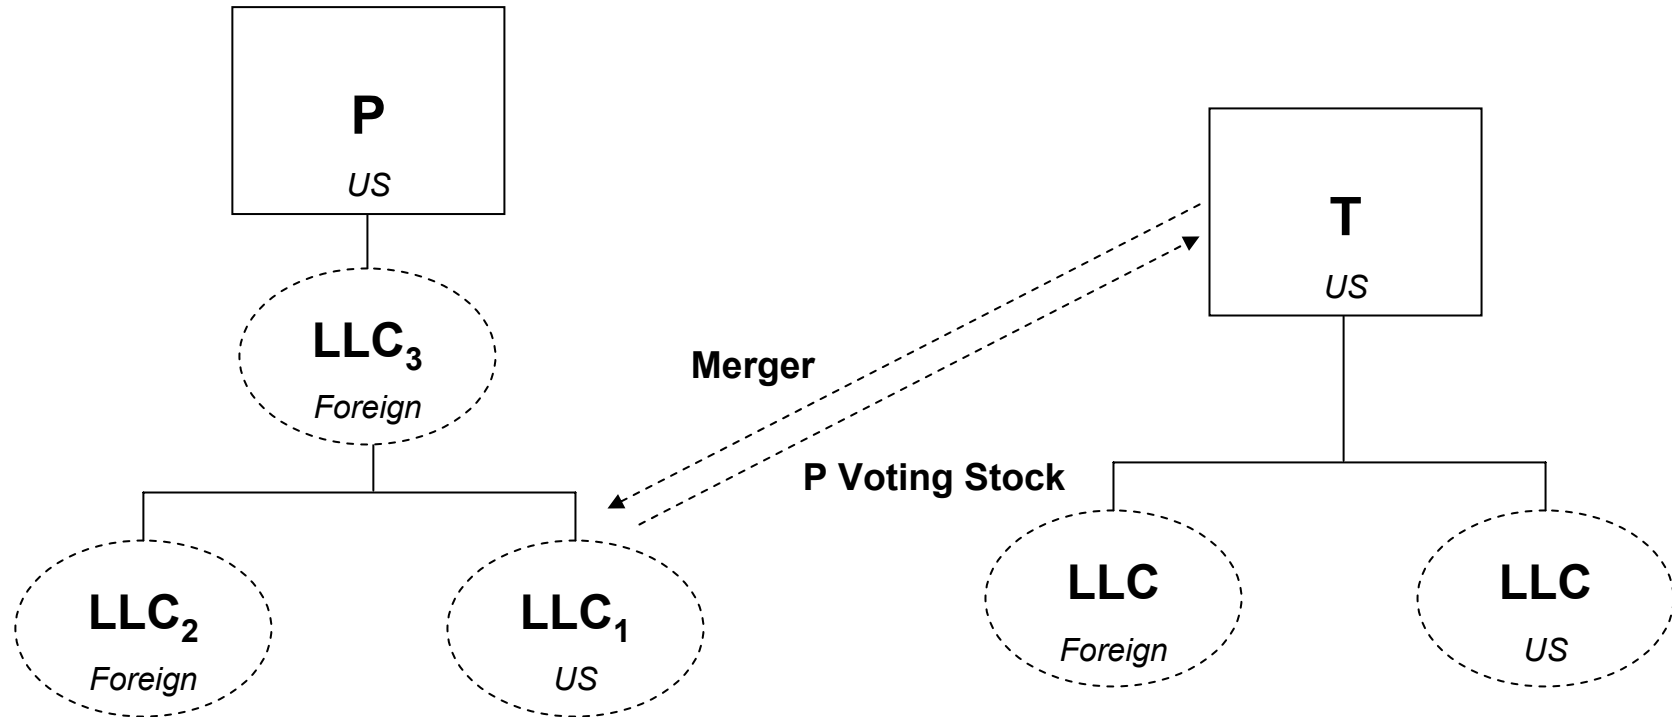 P
US
LLC₃
Foreign
LLC₂
Foreign
LLC₁
US
Merger
P Voting Stock
T
US
LLC
Foreign
LLC
US